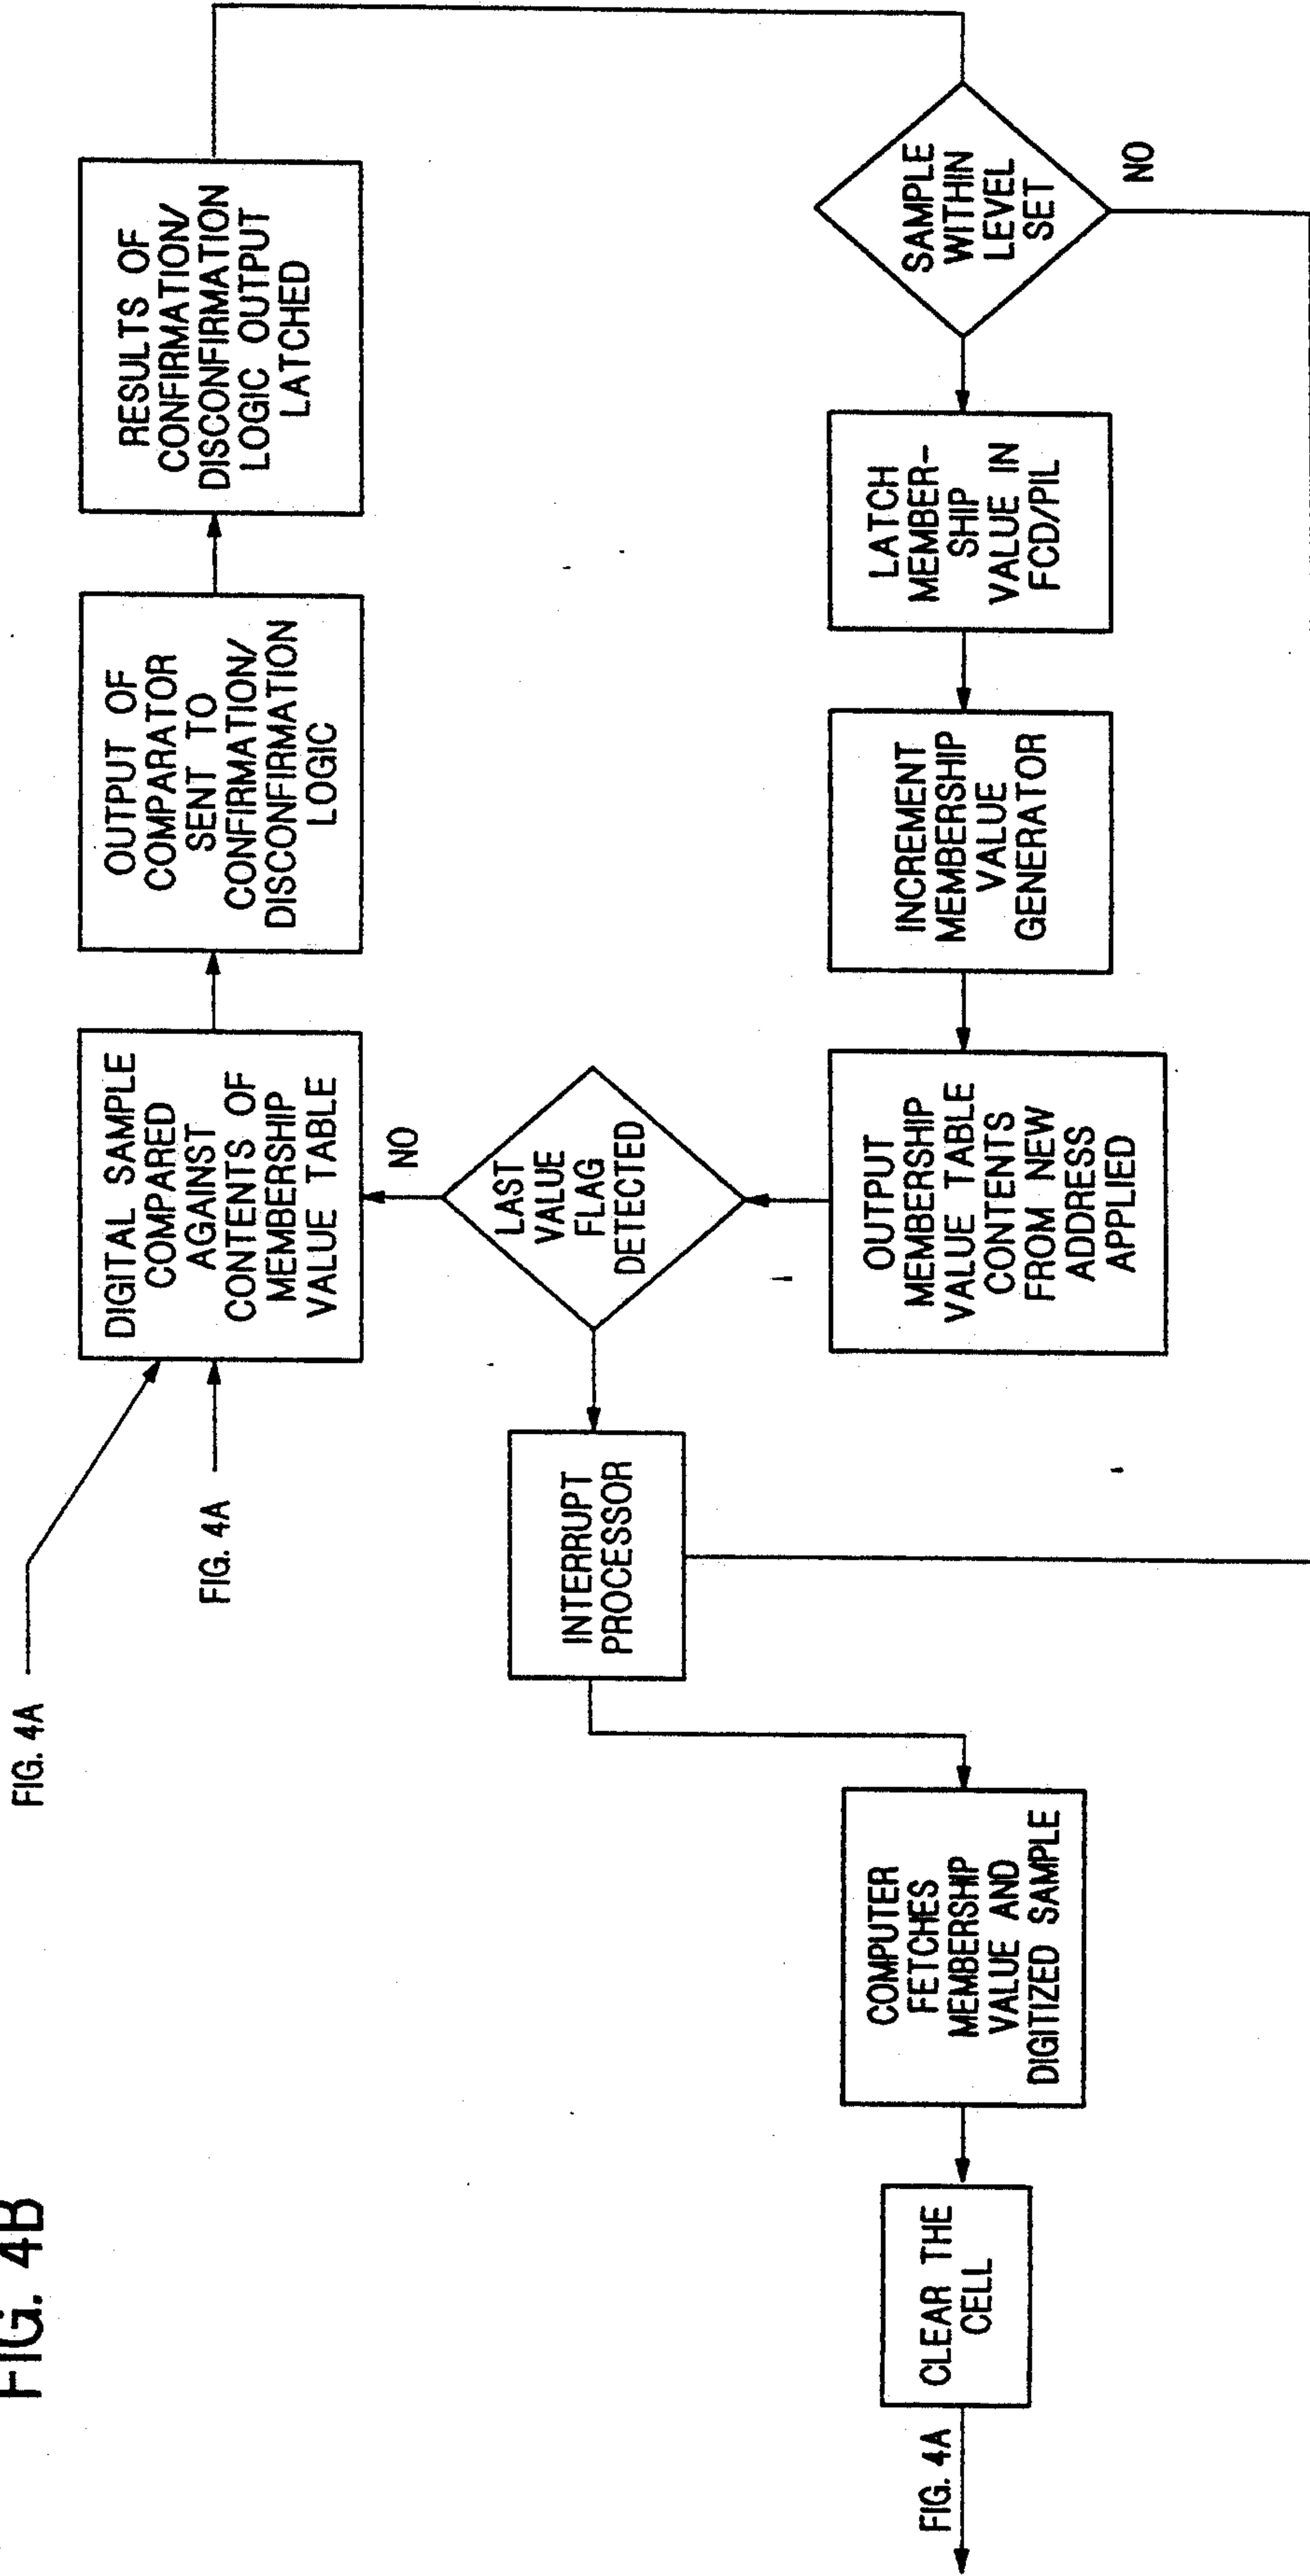 FIG. 4B
FIG. 4A
FIG. 4A
DIGITAL SAMPLE
COMPARED
AGAINST
CONTENTS OF
MEMBERSHIP
VALUE TABLE
OUTPUT OF
COMPARATOR
SENT TO
CONFIRMATION/
DISCONFIRMATION
LOGIC
RESULTS OF
CONFIRMATION/
DISCONFIRMATION
LOGIC OUTPUT
LATCHED
NO
LAST
VALUE
FLAG
DETECTED
INTERRUPT
PROCESSOR
FIG. 4A
CLEAR THE
CELL
COMPUTER
FETCHES
MEMBERSHIP
VALUE AND
DIGITIZED SAMPLE
OUTPUT
MEMBERSHIP
VALUE TABLE
CONTENTS
FROM NEW
ADDRESS
APPLIED
INCREMENT
MEMBERSHIP
VALUE
GENERATOR
LATCH
MEMBER-
SHIP
VALUE IN
FCD/PIL
SAMPLE
WITHIN
LEVEL
SET
NO